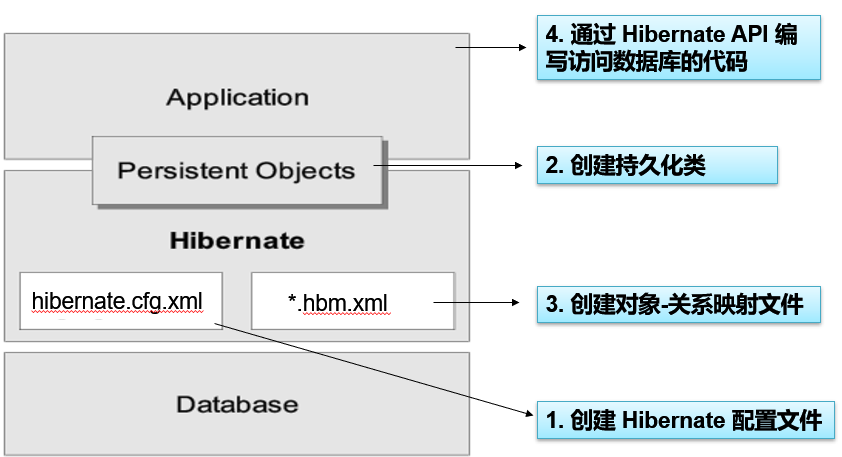 4. 通过 Hibernate API 编
写访问数据库的代码
Application
Persistent Objects
2. 创建持久化类
Hibernate
hibernate.cfg.xml
*.hbm.xml
3. 创建对象-关系映射文件
Database
1. 创建 Hibernate 配置文件